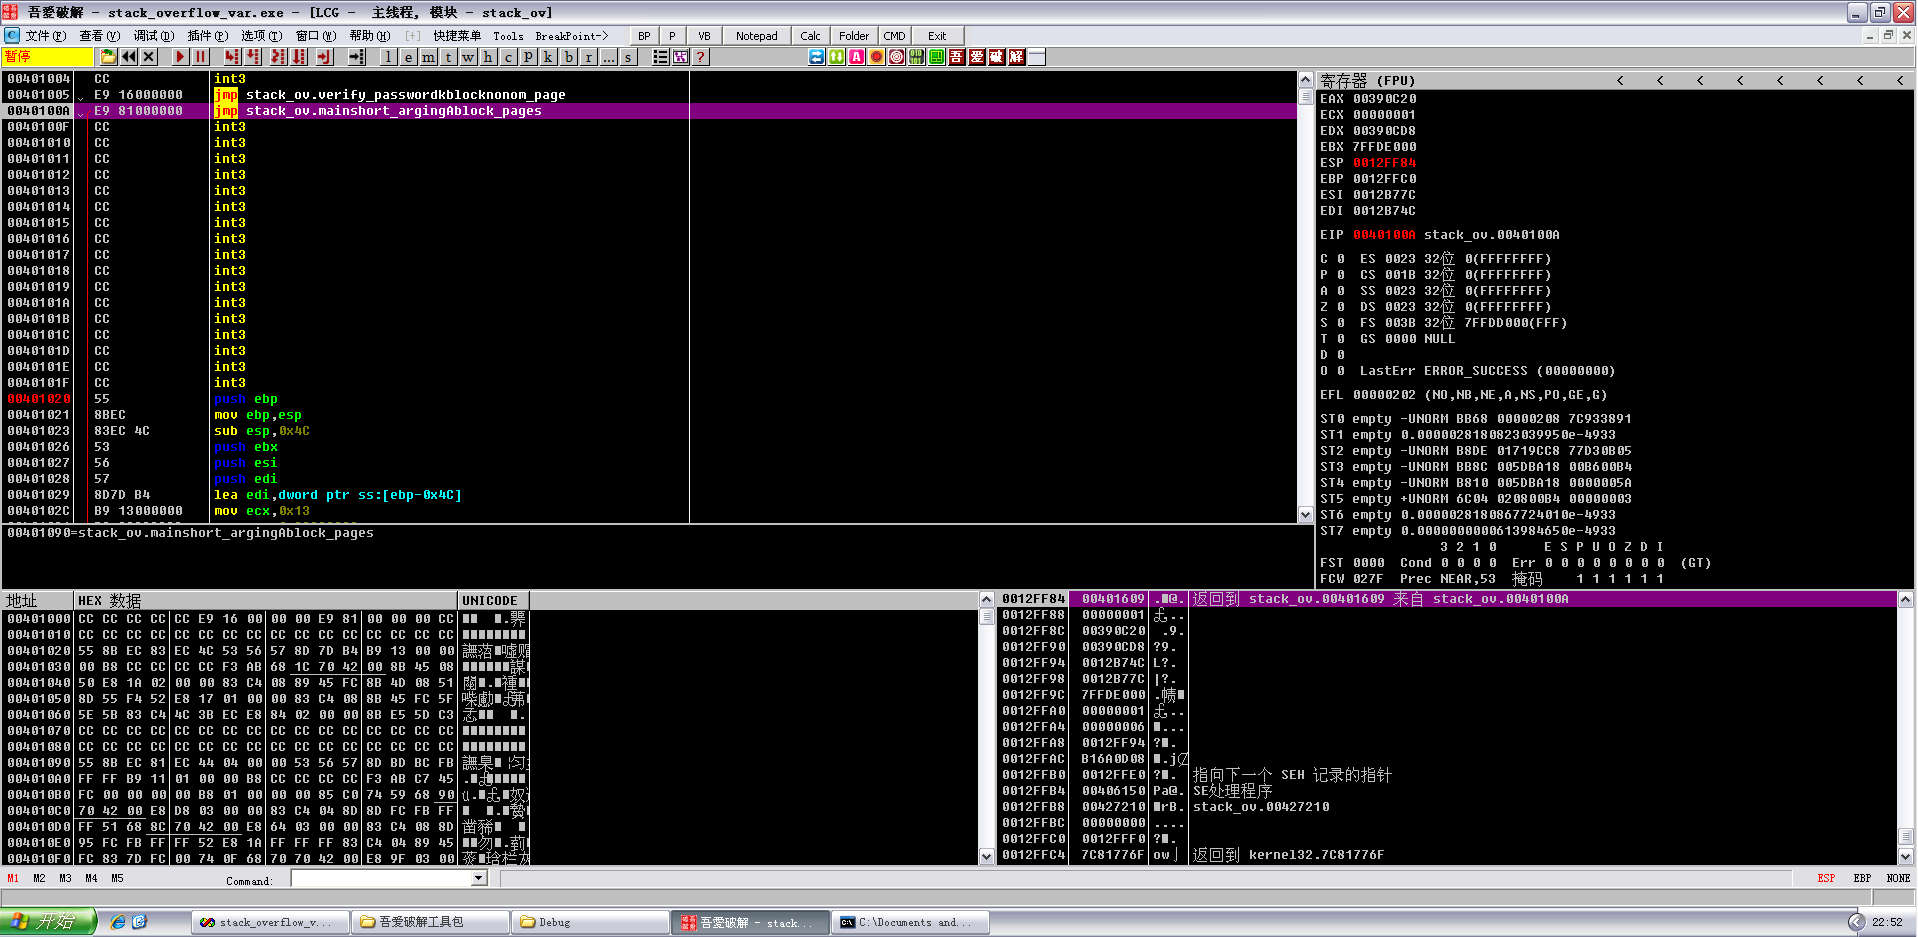 吾爱破解 - stack_overflow_var.exe - [LCG -  主线程, 模块 - stack_ov]
文件(F) 查看(V) 调试(D) 插件(P) 选项(T) 窗口(W) 帮助(H) [+] 快捷菜单 Tools BreakPoint-> BP P VB Notepad Calc Folder CMD Exit
暂停 l e m t w h c p k b r ... s ? 吾 爱 破 解
00401004 CC int3
00401005 E9 16000000 jmp stack_ov.verify_passwordkblocknonom_page
0040100A E9 81000000 jmp stack_ov.mainshort_argingAblock_pages
0040100F CC int3
00401010 CC int3
00401011 CC int3
00401012 CC int3
00401013 CC int3
00401014 CC int3
00401015 CC int3
00401016 CC int3
00401017 CC int3
00401018 CC int3
00401019 CC int3
0040101A CC int3
0040101B CC int3
0040101C CC int3
0040101D CC int3
0040101E CC int3
0040101F CC int3
00401020 55 push ebp
00401021 8BEC mov ebp,esp
00401023 83EC 4C sub esp,0x4C
00401026 53 push ebx
00401027 56 push esi
00401028 57 push edi
00401029 8D7D B4 lea edi,dword ptr ss:[ebp-0x4C]
0040102C B9 13000000 mov ecx,0x13
00401090=stack_ov.mainshort_argingAblock_pages
寄存器 (FPU) < < < < < < < <
EAX 00390C20
ECX 00000001
EDX 00390CD8
EBX 7FFDE000
ESP 0012FF84
EBP 0012FFC0
ESI 0012B77C
EDI 0012B74C
EIP 0040100A stack_ov.0040100A
C 0 ES 0023 32位 0(FFFFFFFF)
P 0 CS 001B 32位 0(FFFFFFFF)
A 0 SS 0023 32位 0(FFFFFFFF)
Z 0 DS 0023 32位 0(FFFFFFFF)
S 0 FS 003B 32位 7FFDD000(FFF)
T 0 GS 0000 NULL
D 0
O 0 LastErr ERROR_SUCCESS (00000000)
EFL 00000202 (NO,NB,NE,A,NS,PO,GE,G)
ST0 empty -UNORM BB68 00000208 7C933891
ST1 empty 0.0000028180823039950e-4933
ST2 empty -UNORM B8DE 01719CC8 77D30B05
ST3 empty -UNORM BB8C 005DBA18 00B600B4
ST4 empty -UNORM B810 005DBA18 0000005A
ST5 empty +UNORM 6C04 020800B4 00000003
ST6 empty 0.0000028180867724010e-4933
ST7 empty 0.0000000000613984650e-4933
3 2 1 0 E S P U O Z D I
FST 0000 Cond 0 0 0 0 Err 0 0 0 0 0 0 0 0 (GT)
FCW 027F Prec NEAR,53 掩码 1 1 1 1 1 1
地址 HEX 数据 UNICODE
00401000 CC CC CC CC CC E9 16 00 00 00 E9 81 00 00 00 CC
00401010 CC CC CC CC CC CC CC CC CC CC CC CC CC CC CC CC
00401020 55 8B EC 83 EC 4C 53 56 57 8D 7D B4 B9 13 00 00
00401030 00 B8 CC CC CC CC F3 AB 68 1C 70 42 00 8B 45 08
00401040 50 E8 1A 02 00 00 83 C4 08 89 45 FC 8B 4D 08 51
00401050 8D 55 F4 52 E8 17 01 00 00 83 C4 08 8B 45 FC 5F
00401060 5E 5B 83 C4 4C 3B EC E8 84 02 00 00 8B E5 5D C3
00401070 CC CC CC CC CC CC CC CC CC CC CC CC CC CC CC CC
00401080 CC CC CC CC CC CC CC CC CC CC CC CC CC CC CC CC
00401090 55 8B EC 81 EC 44 04 00 00 53 56 57 8D BD BC FB
004010A0 FF FF B9 11 01 00 00 B8 CC CC CC CC F3 AB C7 45
004010B0 FC 00 00 00 00 B8 01 00 00 00 85 C0 74 59 68 90
004010C0 70 42 00 E8 D8 03 00 00 83 C4 04 8D 8D FC FB FF
004010D0 FF 51 68 8C 70 42 00 E8 64 03 00 00 83 C4 08 8D
004010E0 95 FC FB FF FF 52 E8 1A FF FF FF 83 C4 04 89 45
004010F0 FC 83 7D FC 00 74 0F 68 70 70 42 00 E8 9F 03 00
0012FF84 00401609 返回到 stack_ov.00401609 来自 stack_ov.0040100A
0012FF88 00000001
0012FF8C 00390C20 .9.
0012FF90 00390CD8 ?9.
0012FF94 0012B74C L?.
0012FF98 0012B77C |?.
0012FF9C 7FFDE000
0012FFA0 00000001
0012FFA4 00000006
0012FFA8 0012FF94
0012FFAC B16A0D08
0012FFB0 0012FFE0 指向下一个 SEH 记录的指针
0012FFB4 00406150 Pa@. SE处理程序
0012FFB8 00427210 stack_ov.00427210
0012FFBC 00000000 ....
0012FFC0 0012FFF0
0012FFC4 7C81776F 返回到 kernel32.7C81776F
M1 M2 M3 M4 M5 Command: ESP EBP NONE
开始 stack_overflow_v... 吾爱破解工具包 Debug 吾爱破解 - stack... C:\Documents and... 22:52